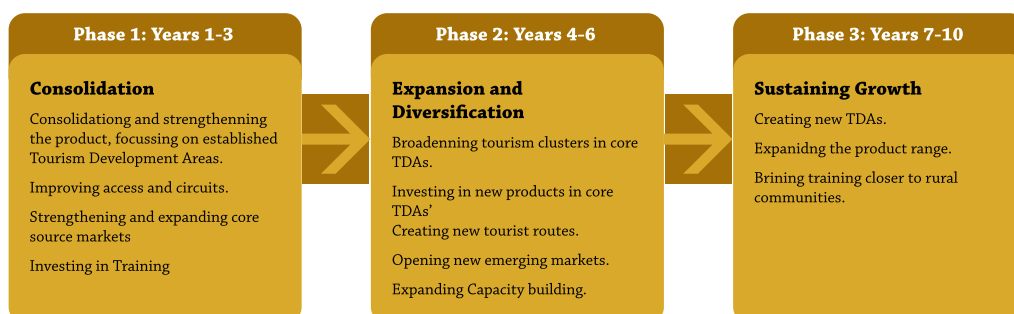 Phase 1: Years 1-3
Consolidation
Consolidationg and strengthenning
the product, focussing on established
Tourism Development Areas.
Improving access and circuits.
Strengthening and expanding core
source markets
Investing in Training
Phase 2: Years 4-6
Expansion and
Diversification
Broadenning tourism clusters in core
TDAs.
Investing in new products in core
TDAs’
Creating new tourist routes.
Opening new emerging markets.
Expanding Capacity building.
Phase 3: Years 7-10
Sustaining Growth
Creating new TDAs.
Expanidng the product range.
Brining training closer to rural
communities.